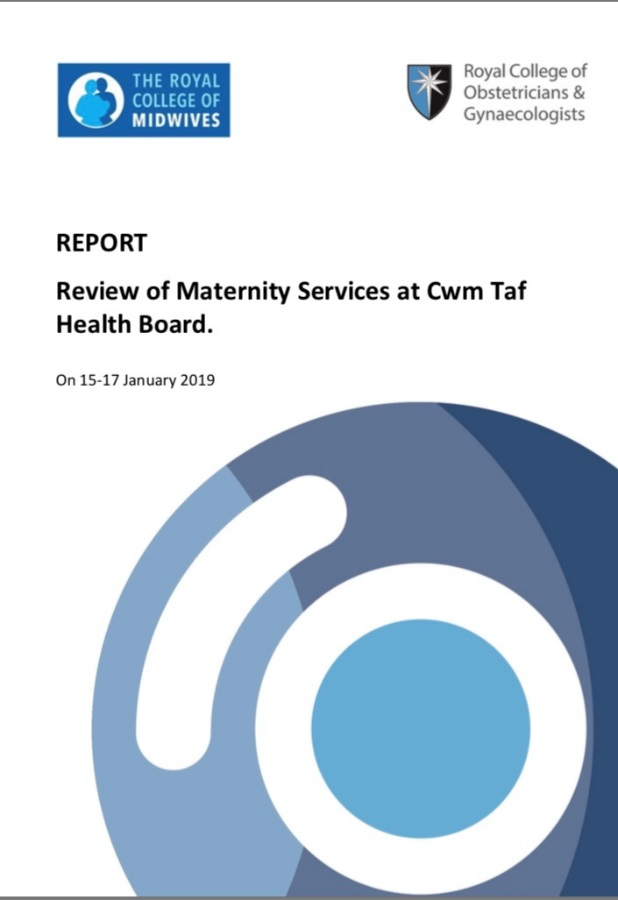 THE ROYAL
COLLEGE OF
MIDWIVES
Royal College of
Obstetricians &
Gynaecologists
REPORT
Review of Maternity Services at Cwm Taf
Health Board.
On 15-17 January 2019